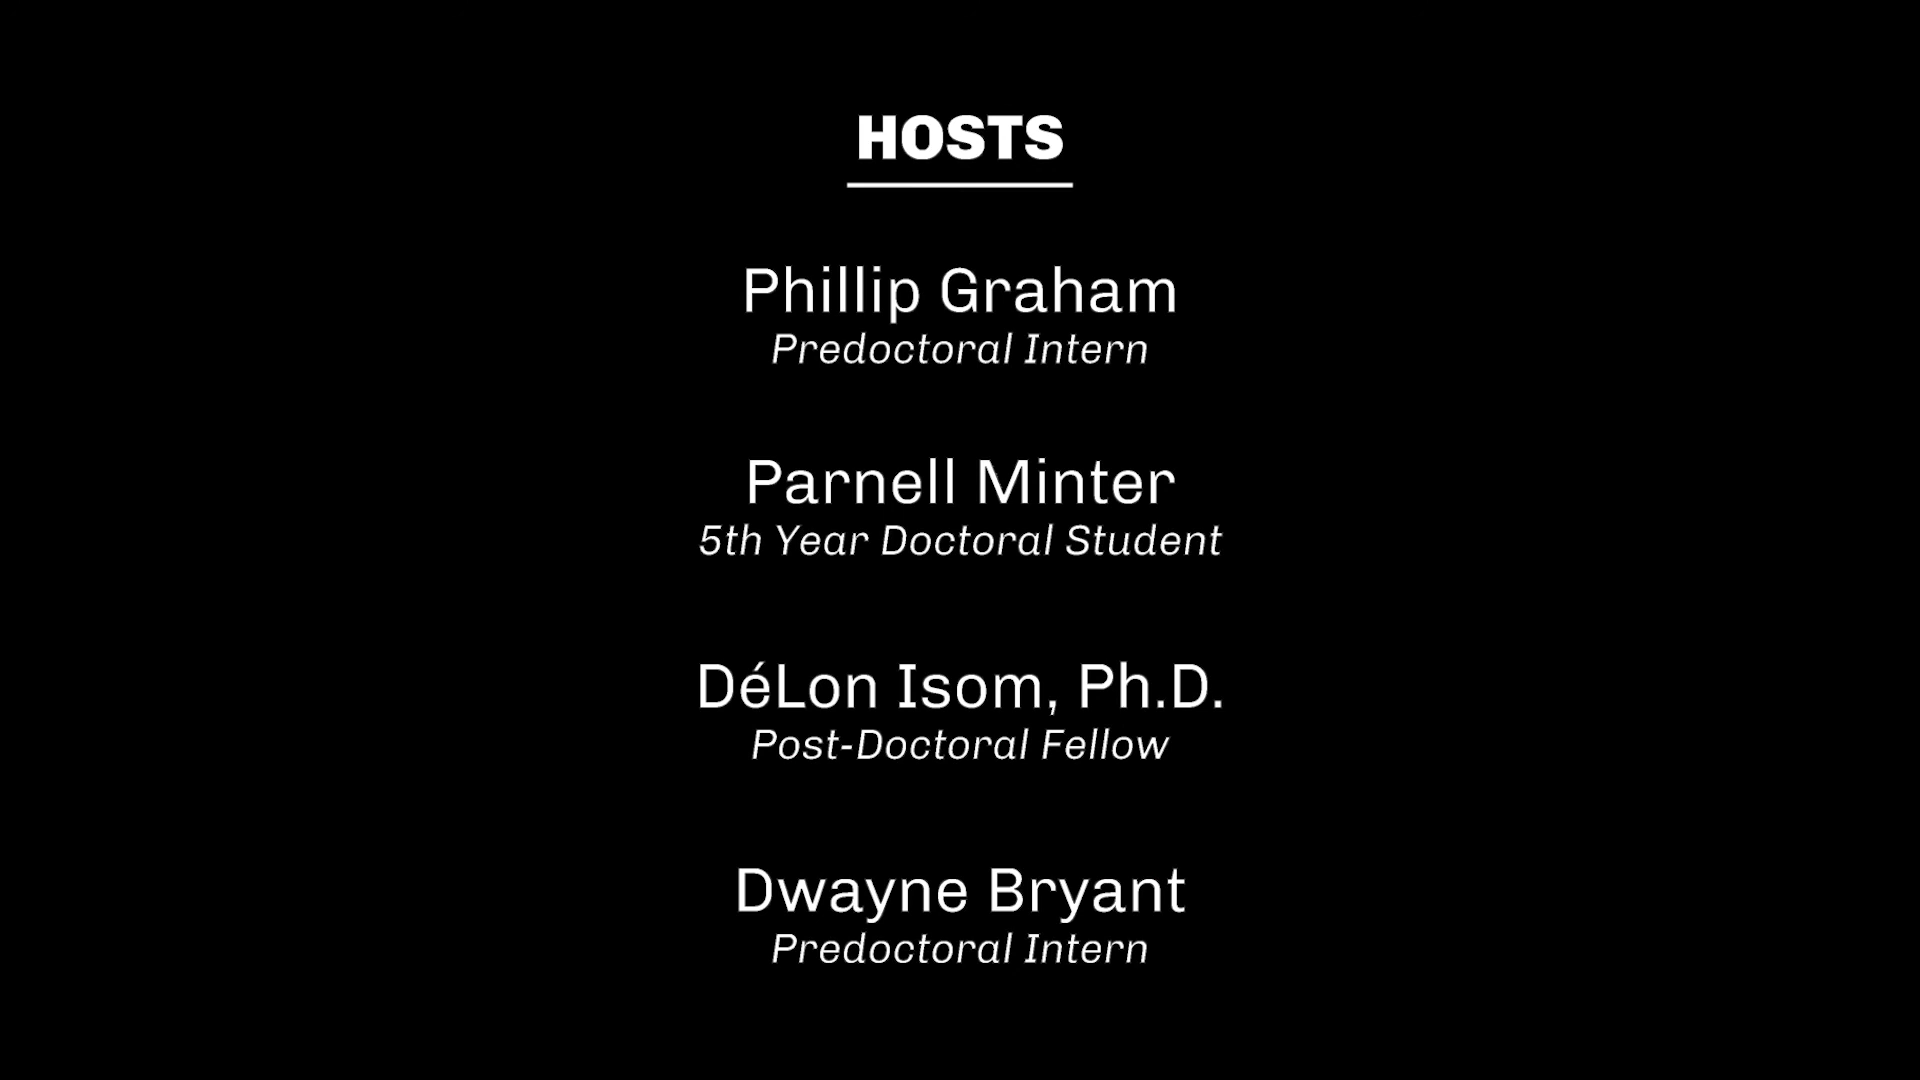 HOSTS
Phillip Graham
Predoctoral Intern
Parnell Minter
5th Year Doctoral Student
DéLon Isom, Ph.D.
Post-Doctoral Fellow
Dwayne Bryant
Predoctoral Intern